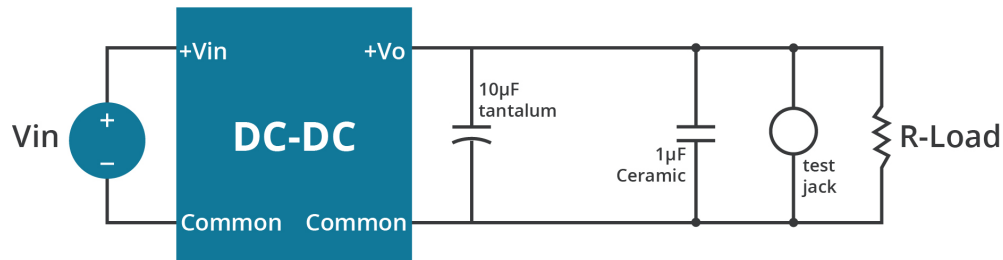 +Vin
+Vo
10µF
tantalum
Vin
+
−
DC-DC
1µF
Ceramic
test
jack
R-Load
Common
Common